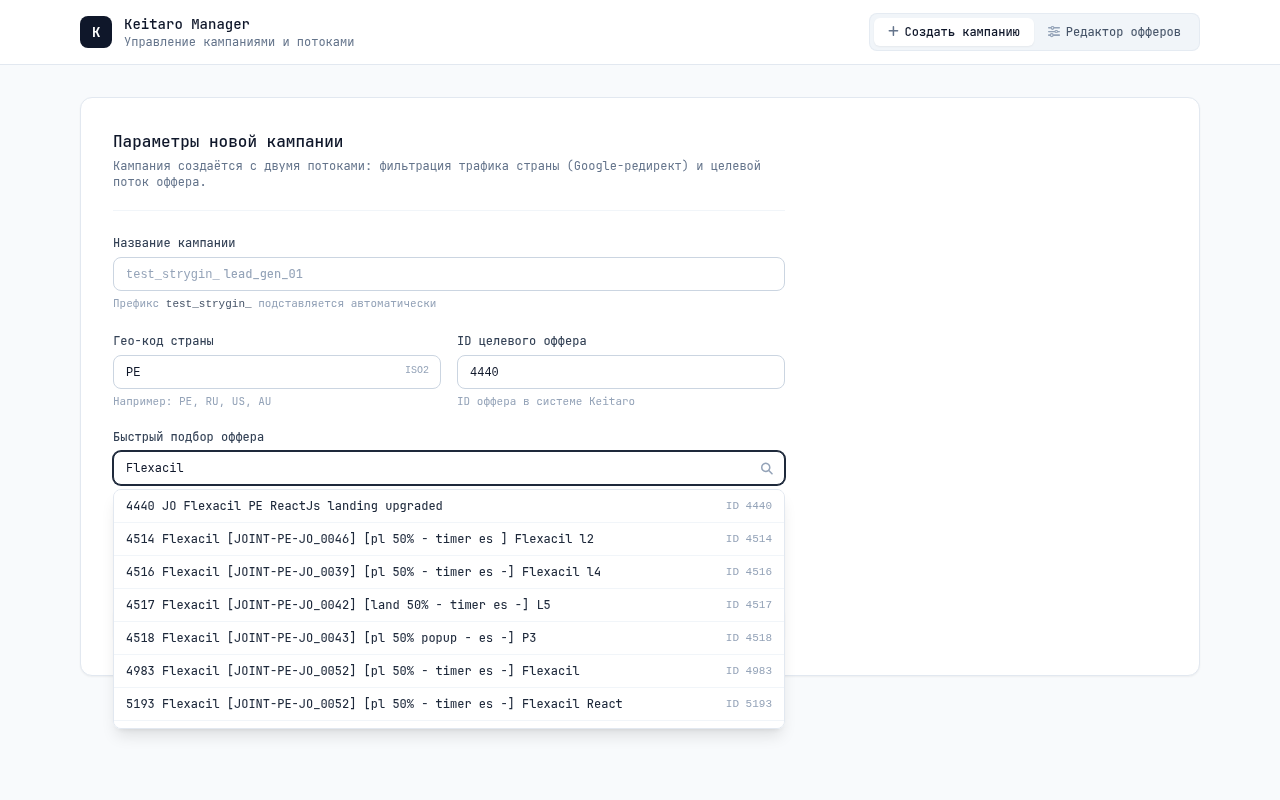 K
Keitaro Manager
Управление кампаниями и потоками
Создать кампанию
Редактор офферов
Параметры новой кампании
Кампания создаётся с двумя потоками: фильтрация трафика страны (Google-редирект) и целевой
поток оффера.
Название кампании
test_strygin_ lead_gen_01
Префикс test_strygin_ подставляется автоматически
Гео-код страны
ID целевого оффера
PE ISO2
4440
Например: PE, RU, US, AU
ID оффера в системе Keitaro
Быстрый подбор оффера
Flexacil
4440 JO Flexacil PE ReactJs landing upgraded ID 4440
4514 Flexacil [JOINT-PE-JO_0046] [pl 50% - timer es ] Flexacil l2 ID 4514
4516 Flexacil [JOINT-PE-JO_0039] [pl 50% - timer es -] Flexacil l4 ID 4516
4517 Flexacil [JOINT-PE-JO_0042] [land 50% - timer es -] L5 ID 4517
4518 Flexacil [JOINT-PE-JO_0043] [pl 50% popup - es -] P3 ID 4518
4983 Flexacil [JOINT-PE-JO_0052] [pl 50% - timer es -] Flexacil ID 4983
5193 Flexacil [JOINT-PE-JO_0052] [pl 50% - timer es -] Flexacil React ID 5193